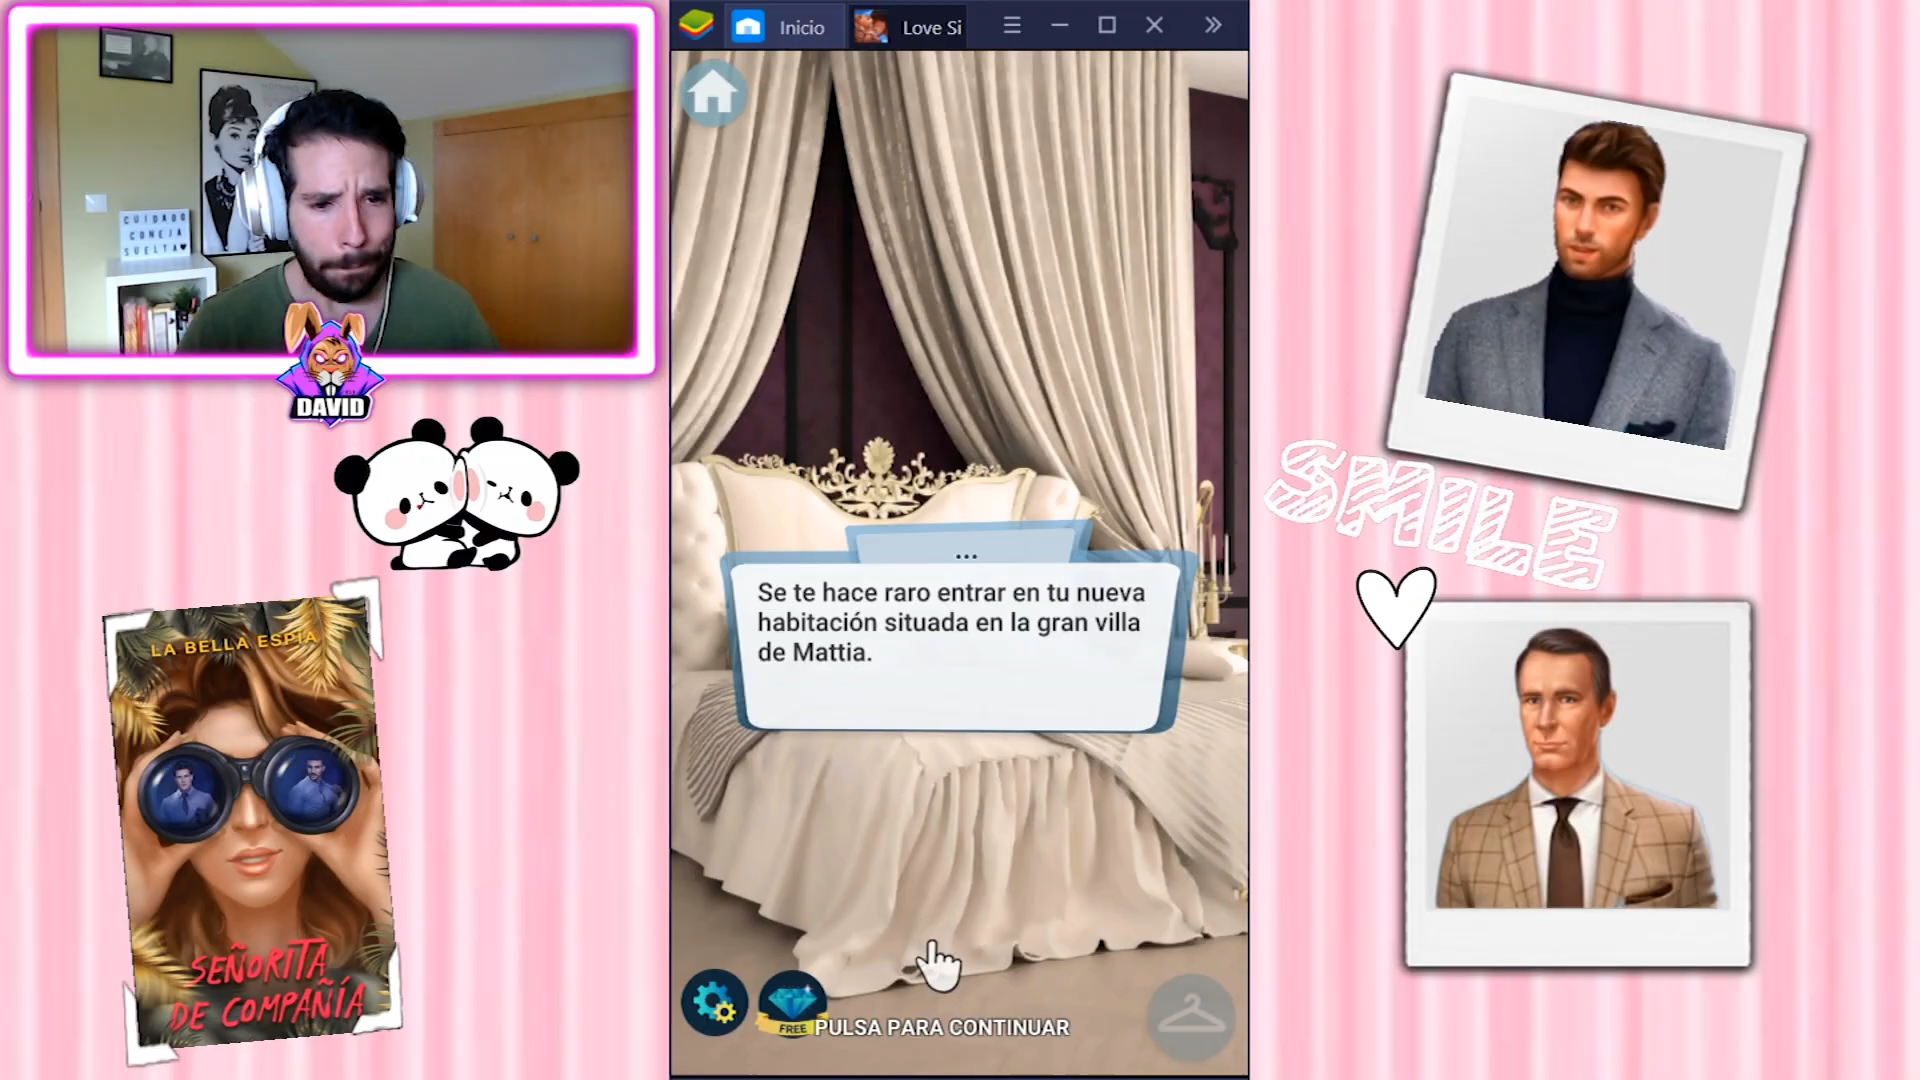 Inicio
Love Si
CUIDADO
CONEJA
SUELTA♥
DAVID
LA BELLA ESPÍA
SEÑORITA
DE COMPAÑÍA
...
Se te hace raro entrar en tu nueva
habitación situada en la gran villa
de Mattia.
FREE
PULSA PARA CONTINUAR
SMILE